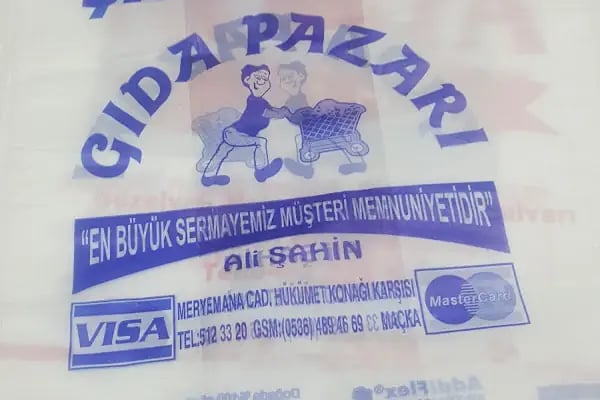 GIDA PAZARI
"EN BÜYÜK SERMAYEMİZ MÜŞTERİ MEMNUNİYETİDİR"
Ali ŞAHİN
VISA
MERYEMANA CAD. HÜKÜMET KONAĞI KARŞISI
TEL:512 33 20 GSM:(0536) 489 46 69 MAÇKA
MasterCard
AdiFlex®